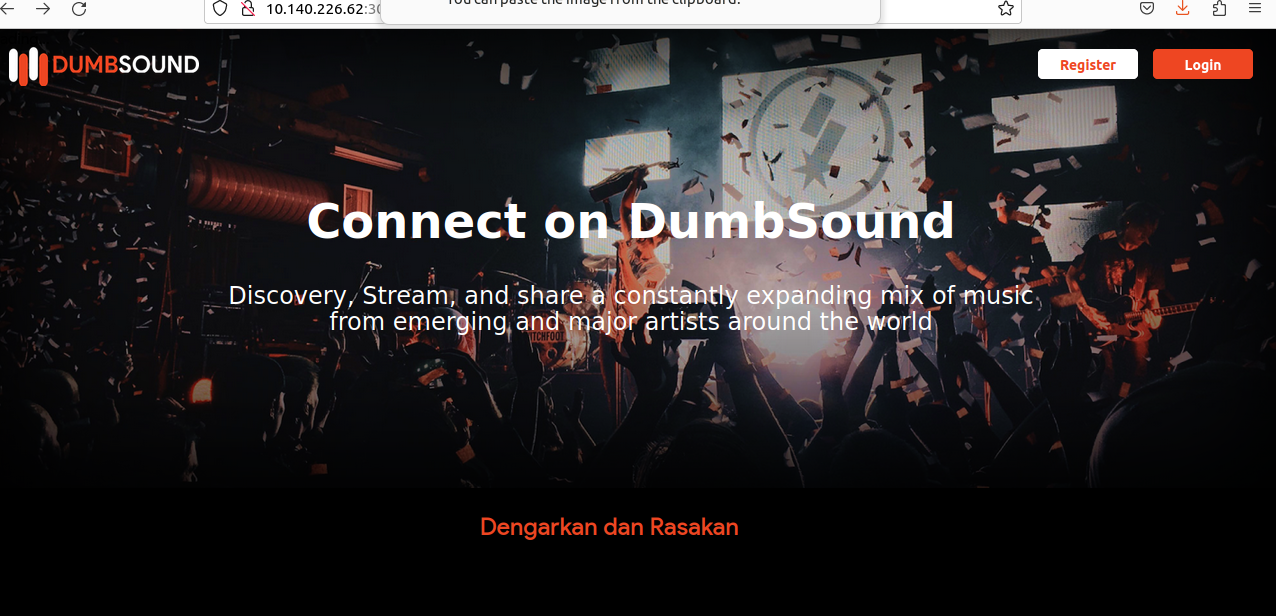 You can paste the image from the clipboard.
10.140.226.62:30
DUMBSOUND
Register
Login
Connect on DumbSound
Discovery, Stream, and share a constantly expanding mix of music
from emerging and major artists around the world
Dengarkan dan Rasakan